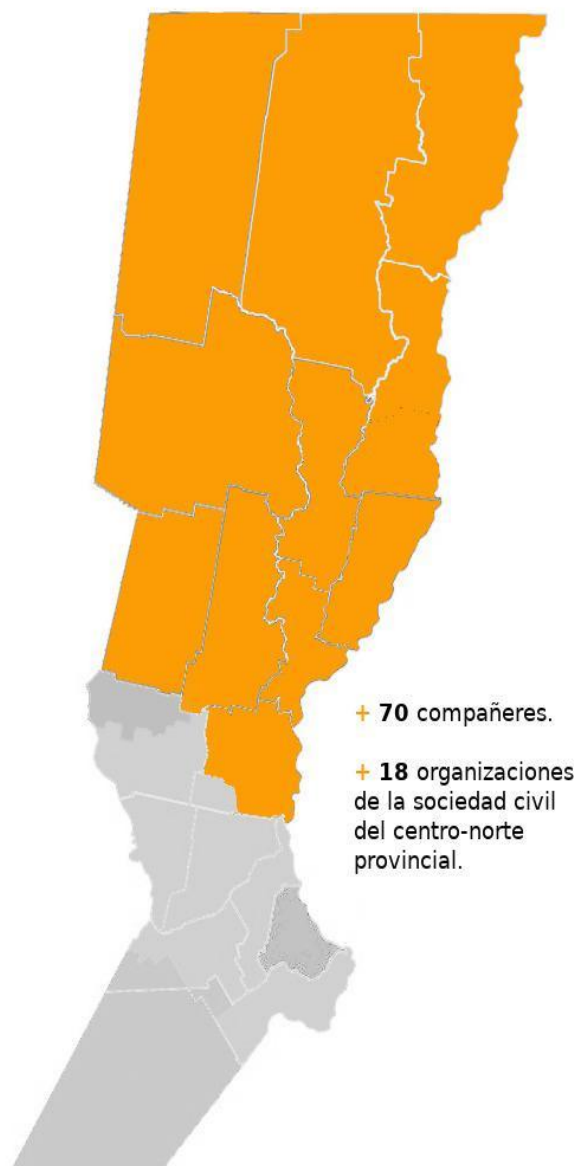 + 70 compañeres.
+ 18 organizaciones
de la sociedad civil
del centro-norte
provincial.